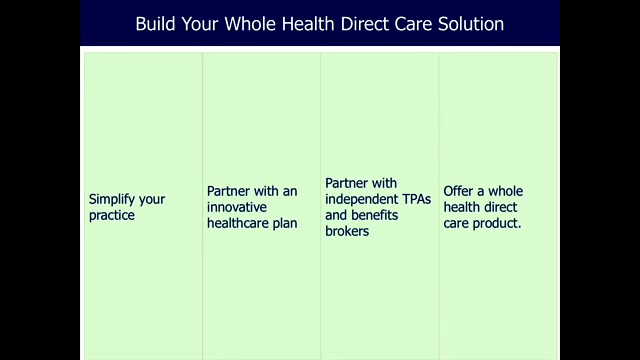 Build Your Whole Health Direct Care Solution
Simplify your
practice
Partner with an
innovative
healthcare plan
Partner with
independent TPAs
and benefits
brokers
Offer a whole
health direct
care product.